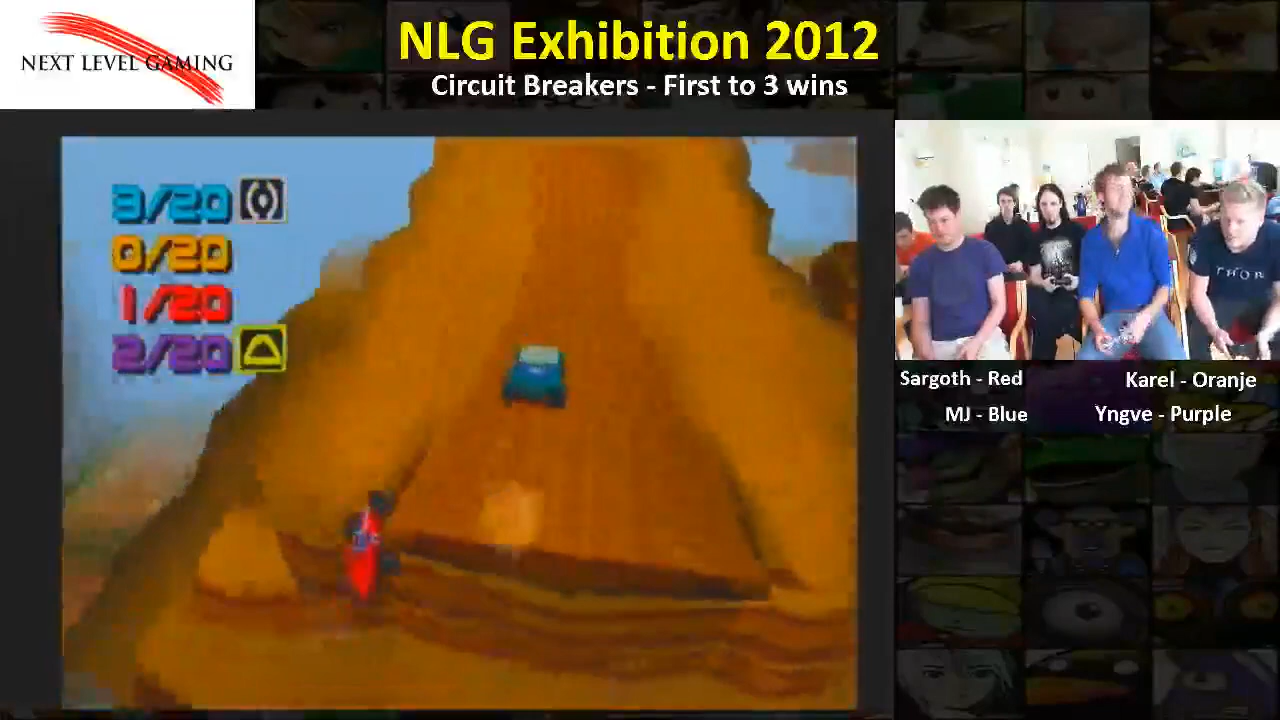 NEXT LEVEL GAMING
NLG Exhibition 2012
Circuit Breakers - First to 3 wins
3/20
0/20
1/20
2/20
THOR
Sargoth - Red
Karel - Oranje
MJ - Blue
Yngve - Purple